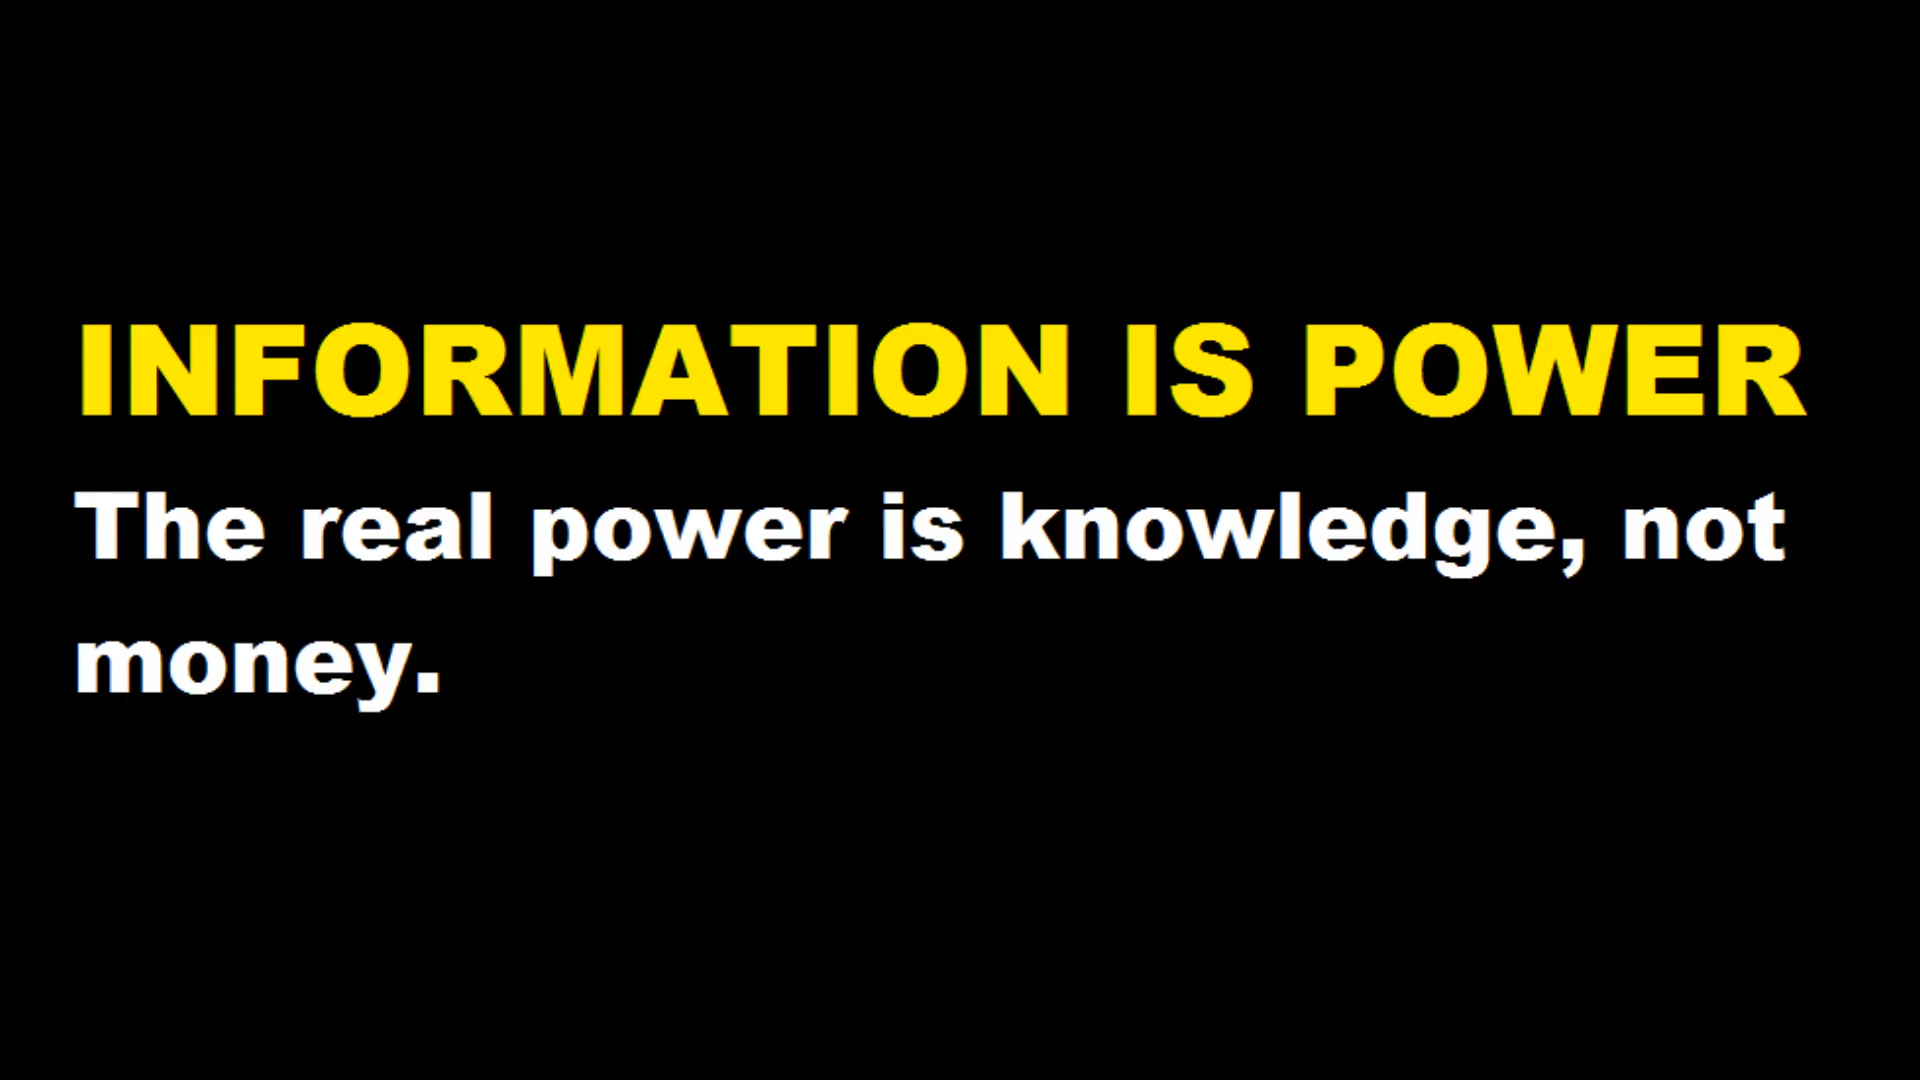 INFORMATION IS POWER
The real power is knowledge, not
money.